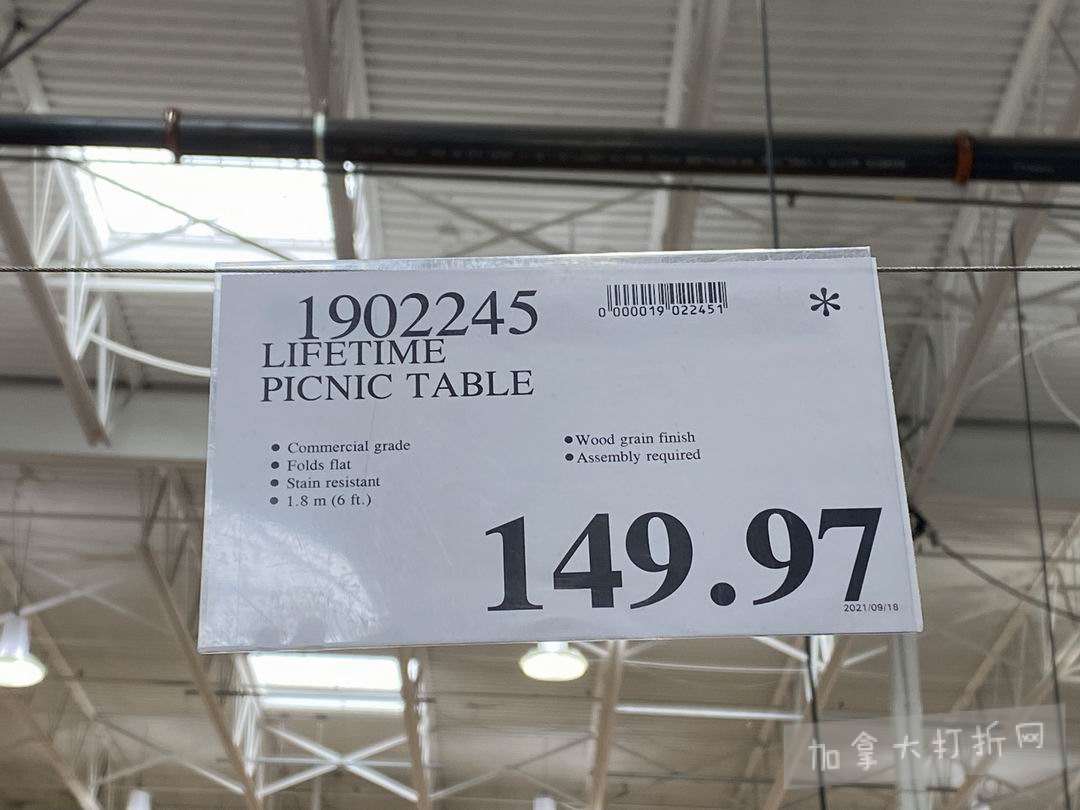 1902245
0 000019 022451
*
LIFETIME
PICNIC TABLE
● Commercial grade
● Folds flat
● Stain resistant
● 1.8 m (6 ft.)
● Wood grain finish
● Assembly required
149.97
2021/09/18
加拿大打折网